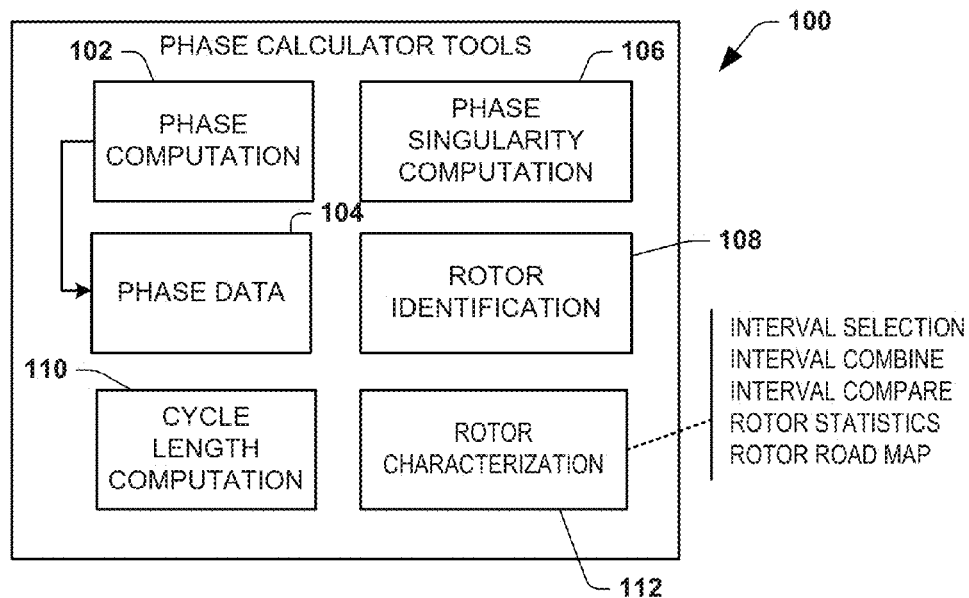 100
PHASE CALCULATOR TOOLS
102
106
PHASE
COMPUTATION
PHASE
SINGULARITY
COMPUTATION
104
108
PHASE DATA
ROTOR
IDENTIFICATION
110
CYCLE
LENGTH
COMPUTATION
ROTOR
CHARACTERIZATION
INTERVAL SELECTION
INTERVAL COMBINE
INTERVAL COMPARE
ROTOR STATISTICS
ROTOR ROAD MAP
112